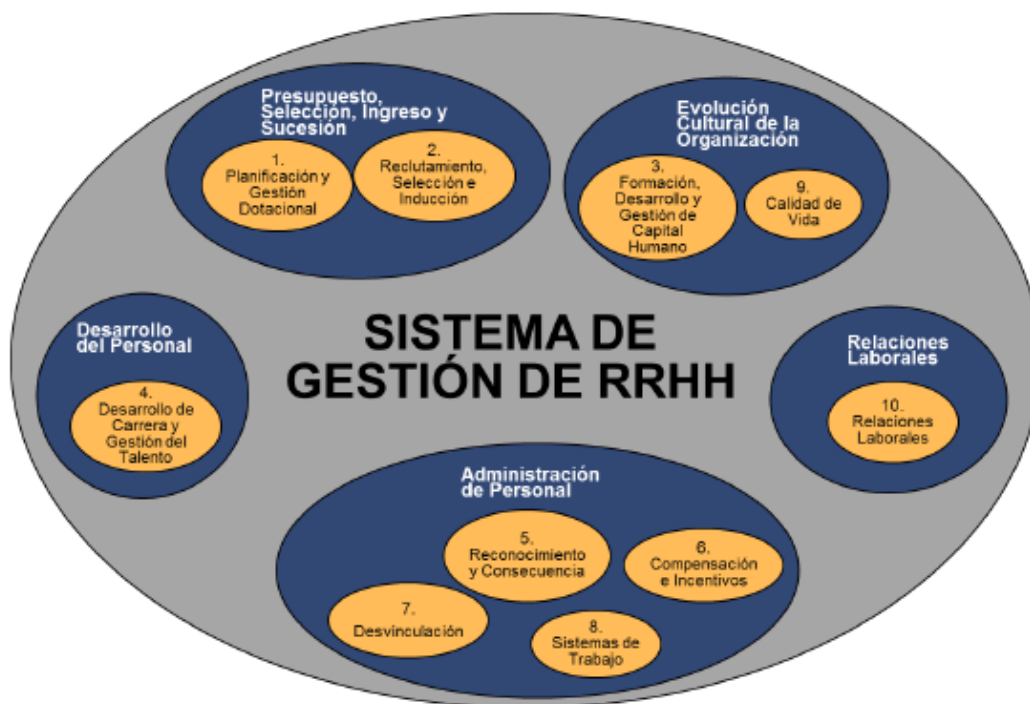 Presupuesto,
Selección, Ingreso y
Sucesión
1.
Planificación y
Gestión
Dotacional
2.
Reclutamiento,
Selección e
Inducción
Evolución
Cultural de la
Organización
3.
Formación,
Desarrollo y
Gestión de
Capital
Humano
9.
Calidad de
Vida
SISTEMA DE
GESTIÓN DE RRHH
Desarrollo
del Personal
4.
Desarrollo de
Carrera y
Gestión del
Talento
Relaciones
Laborales
10.
Relaciones
Laborales
Administración
de Personal
5.
Reconocimiento
y Consecuencia
6.
Compensación
e Incentivos
7.
Desvinculación
8.
Sistemas de
Trabajo